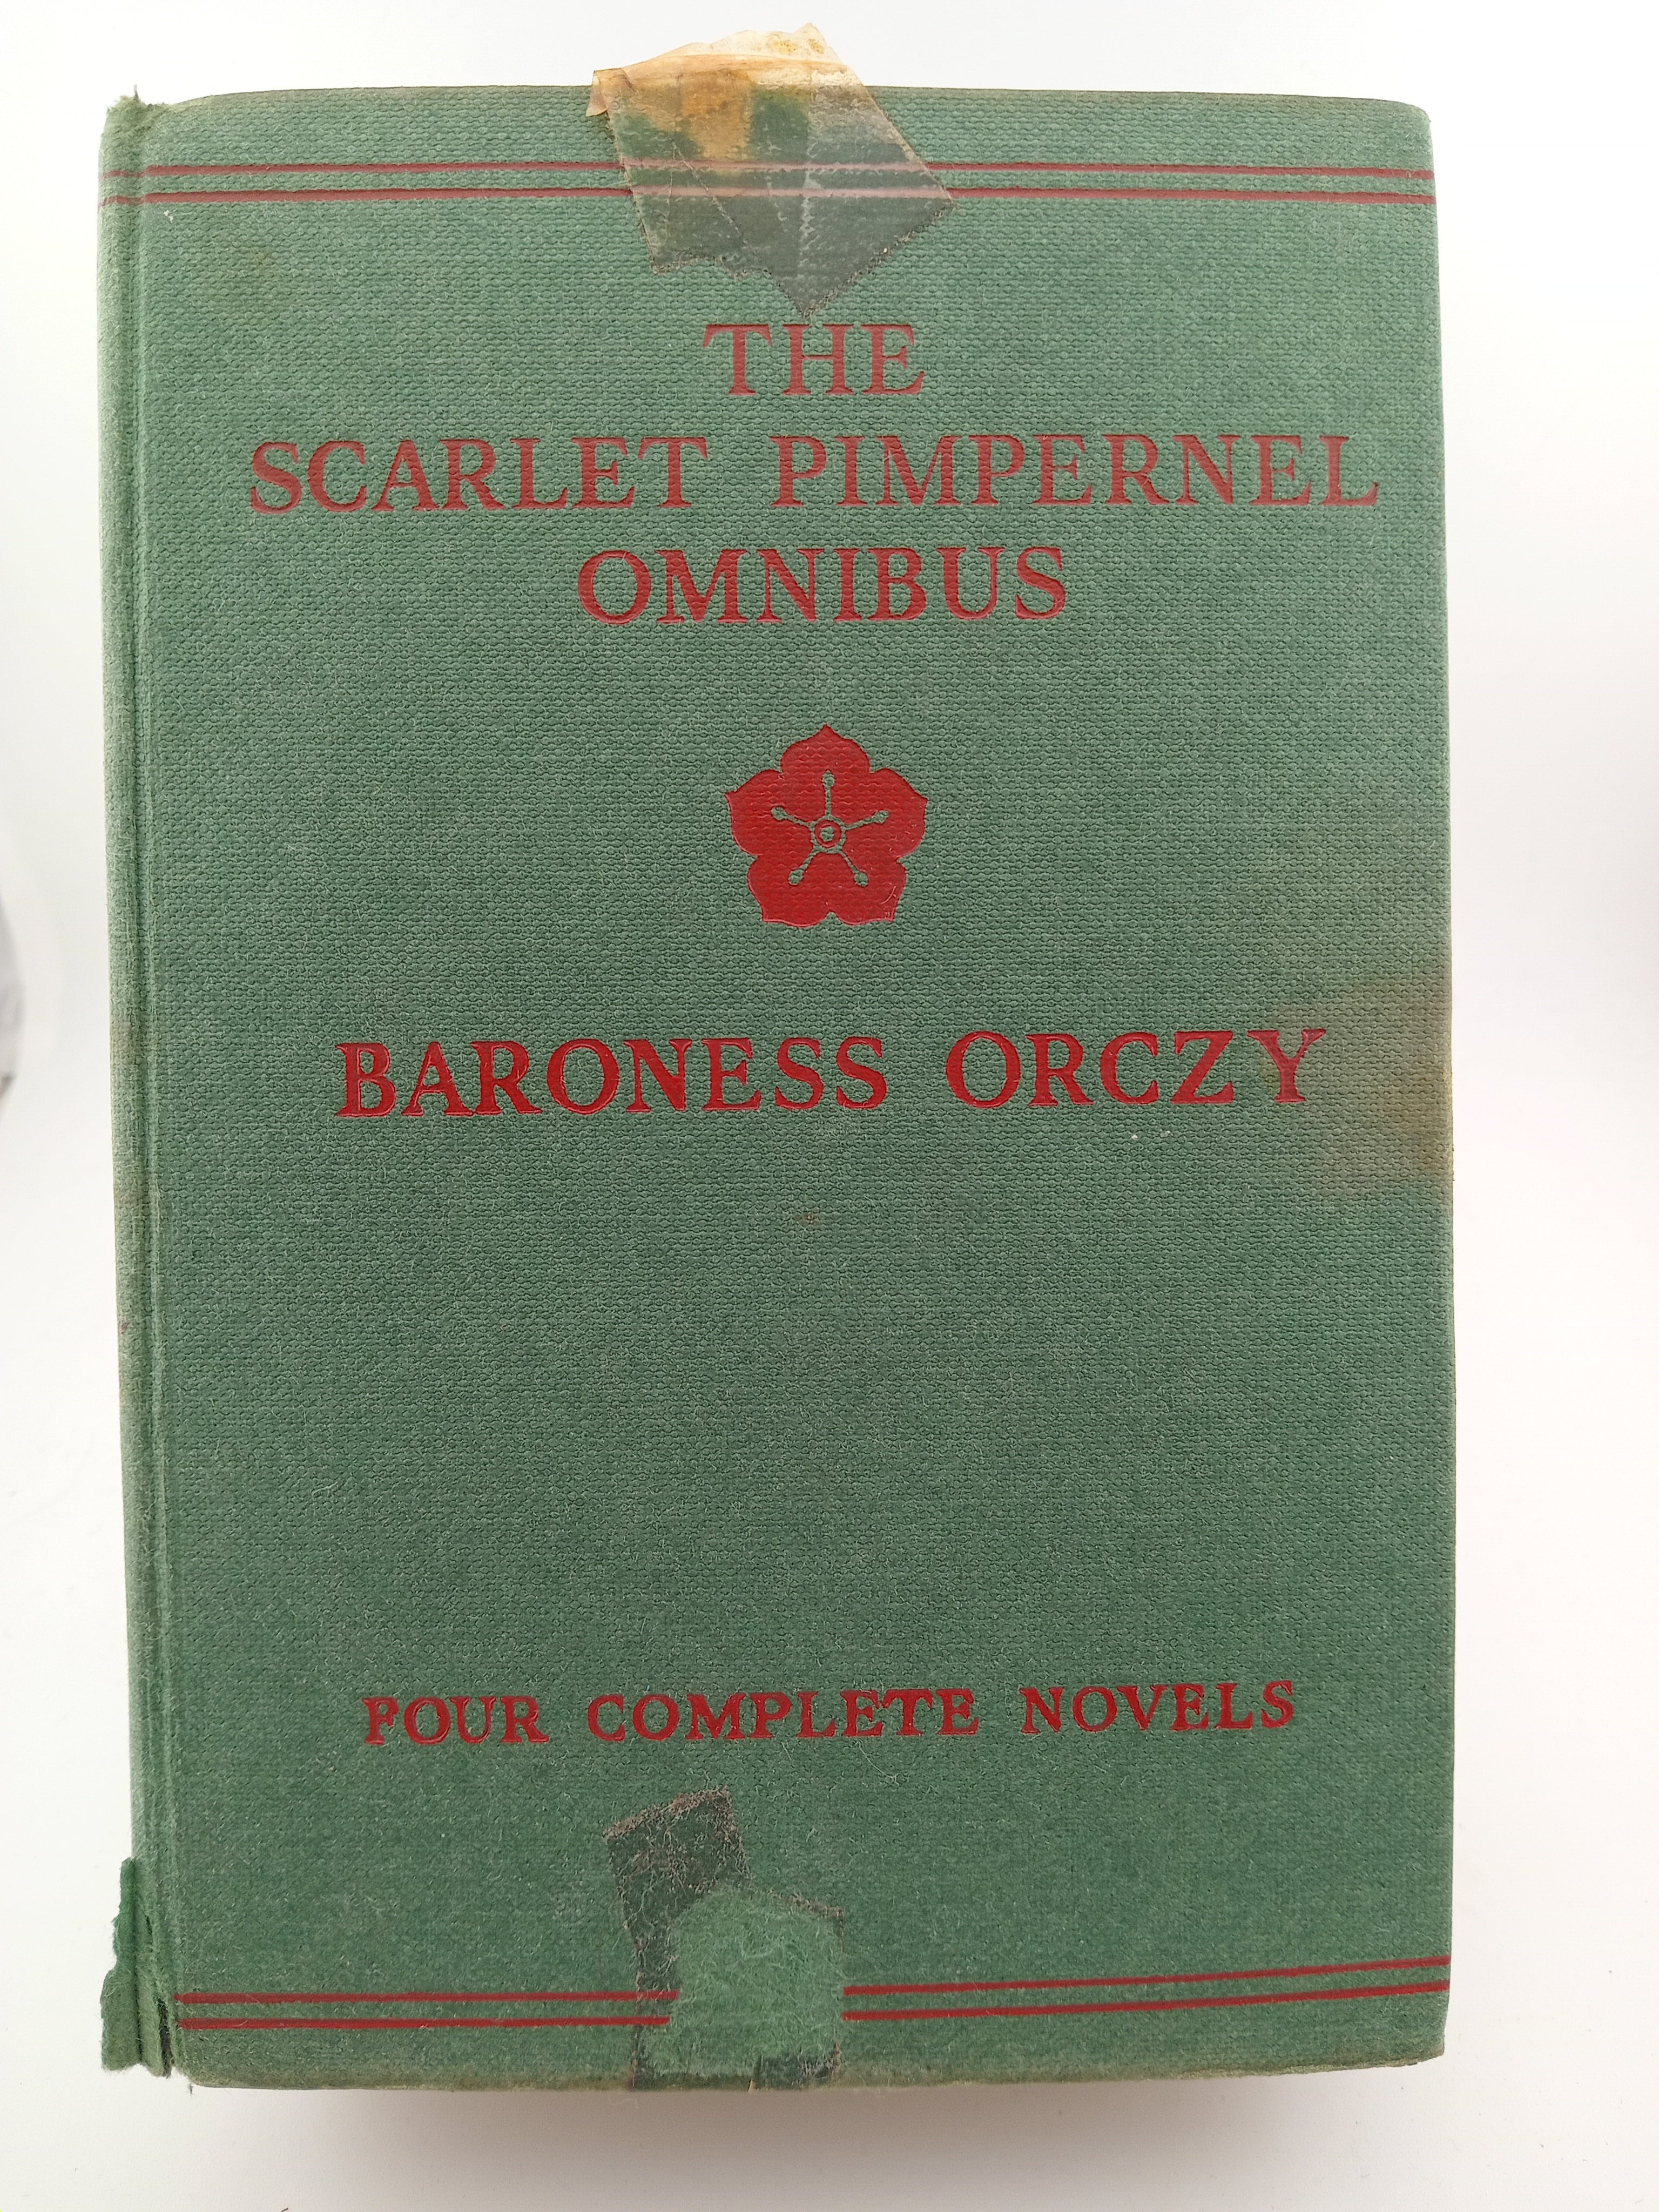 THE
SCARLET PIMPERNEL
OMNIBUS
BARONESS ORCZY
FOUR COMPLETE NOVELS